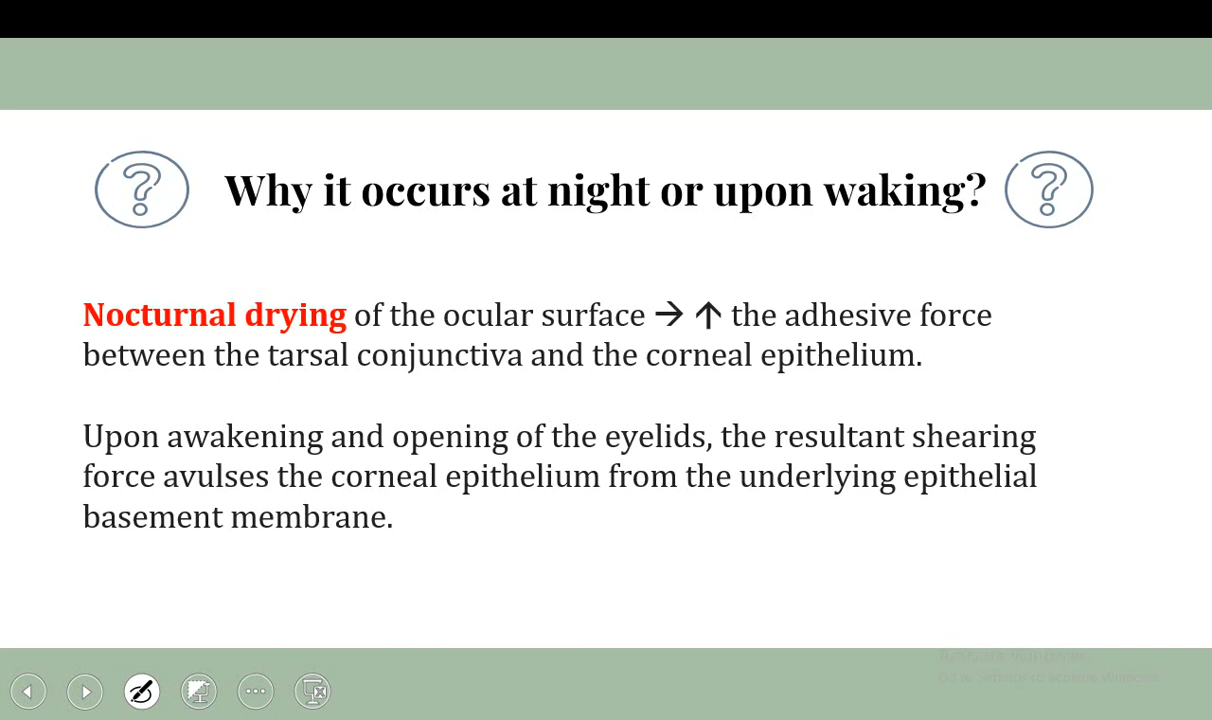 Why it occurs at night or upon waking?
Nocturnal drying of the ocular surface → ↑ the adhesive force
between the tarsal conjunctiva and the corneal epithelium.
Upon awakening and opening of the eyelids, the resultant shearing
force avulses the corneal epithelium from the underlying epithelial
basement membrane.